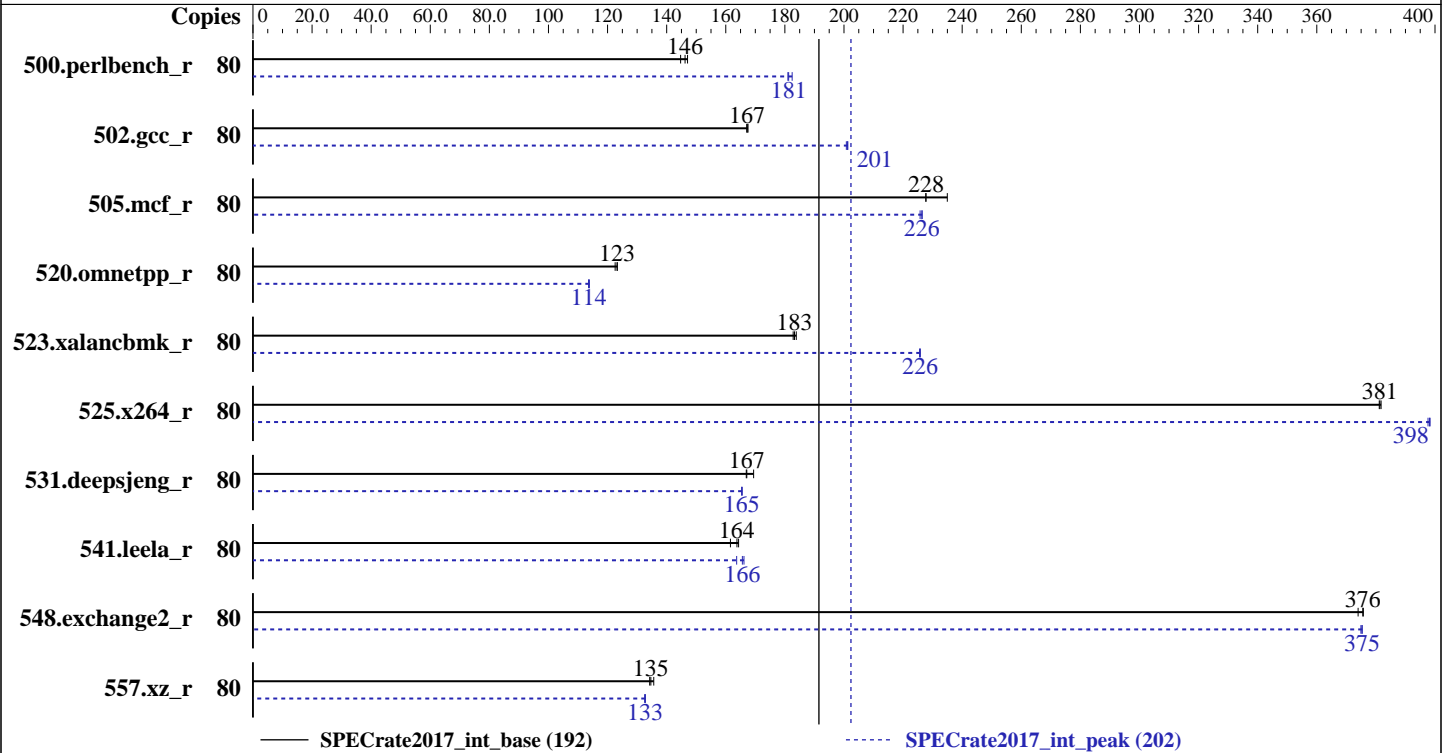 Copies 0 20.0 40.0 60.0 80.0 100 120 140 160 180 200 220 240 260 280 300 320 340 360 400
146
500.perlbench_r 80
181
167
502.gcc_r 80
201
228
505.mcf_r 80
226
123
520.omnetpp_r 80
114
183
523.xalancbmk_r 80
226
381
525.x264_r 80
398
167
531.deepsjeng_r 80
165
164
541.leela_r 80
166
376
548.exchange2_r 80
375
135
557.xz_r 80
133
SPECrate2017_int_base (192) SPECrate2017_int_peak (202)